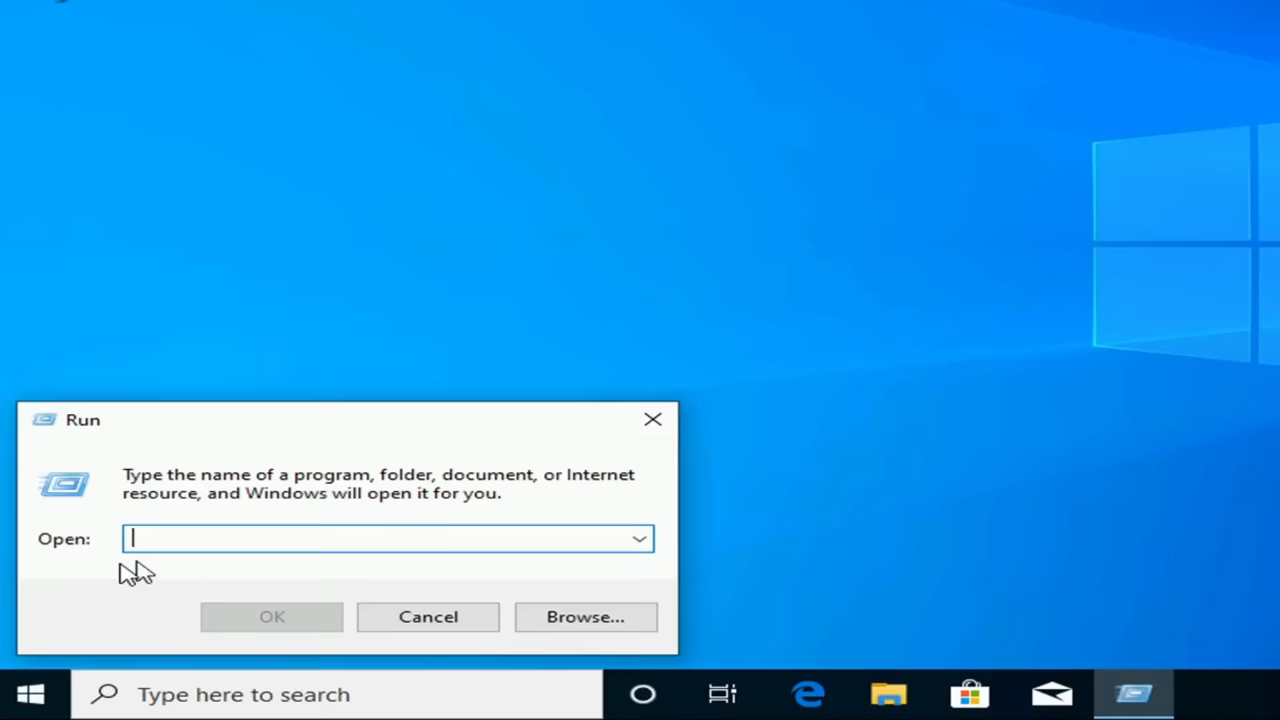 Run
Type the name of a program, folder, document, or Internet
resource, and Windows will open it for you.
Open:
OK
Cancel
Browse...
Type here to search